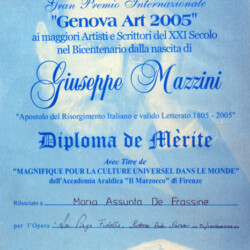 Gran Premio Internazionale
"Genova Art 2005"
ai maggiori Artisti e Scrittori del XXI Secolo
nel Bicentenario dalla nascita di
Giuseppe Mazzini
"Apostolo del Risorgimento Italiano e valido Letterato 1805 - 2005"
Diploma de Mèrite
Avec Titre de
"MAGNIFIQUE POUR LA CULTURE UNIVERSEL DANS LE MONDE"
dell'Accademia Araldica "Il Marzocco" di Firenze
Rilasciato a Maria Assunta De Frassine
per l'Opera